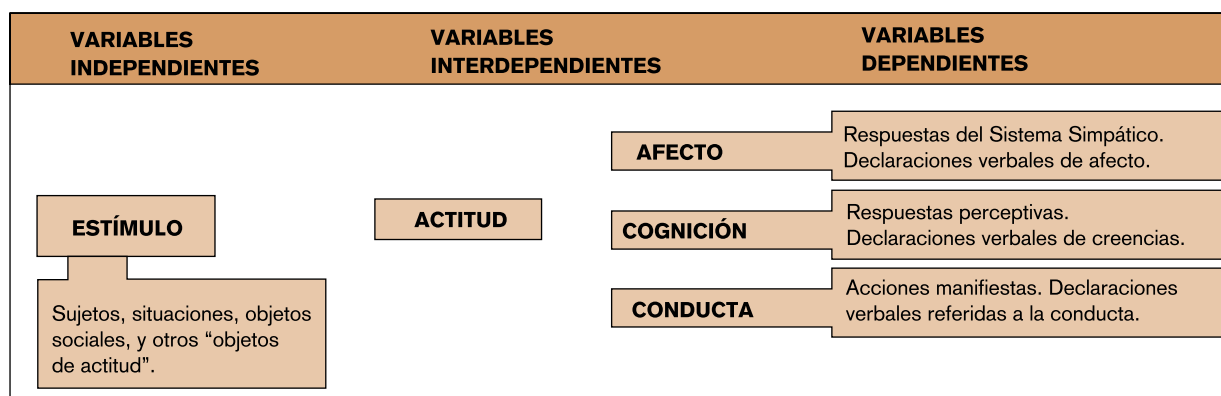 VARIABLES
INDEPENDIENTES
VARIABLES
INTERDEPENDIENTES
VARIABLES
DEPENDIENTES
ESTÍMULO
Sujetos, situaciones, objetos
sociales, y otros “objetos
de actitud”.
ACTITUD
AFECTO
Respuestas del Sistema Simpático.
Declaraciones verbales de afecto.
COGNICIÓN
Respuestas perceptivas.
Declaraciones verbales de creencias.
CONDUCTA
Acciones manifiestas. Declaraciones
verbales referidas a la conducta.